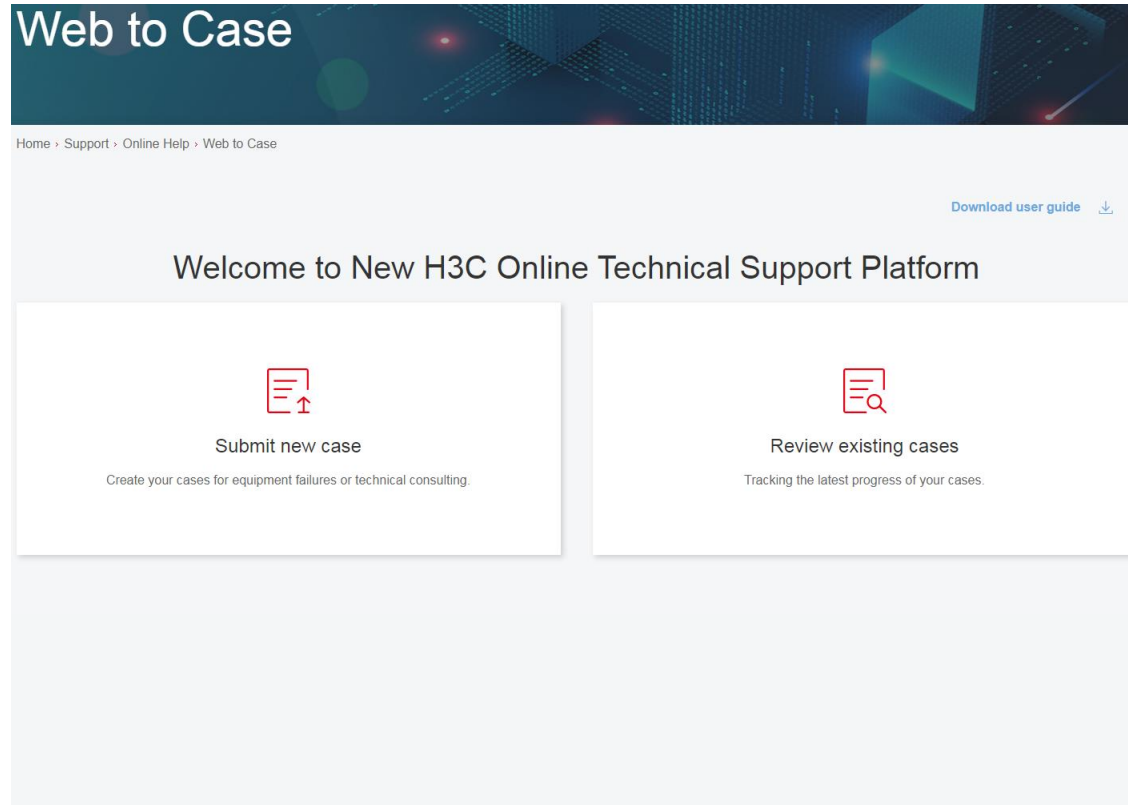 Web to Case
Home › Support › Online Help › Web to Case
Download user guide
Welcome to New H3C Online Technical Support Platform
Submit new case
Create your cases for equipment failures or technical consulting.
Review existing cases
Tracking the latest progress of your cases.